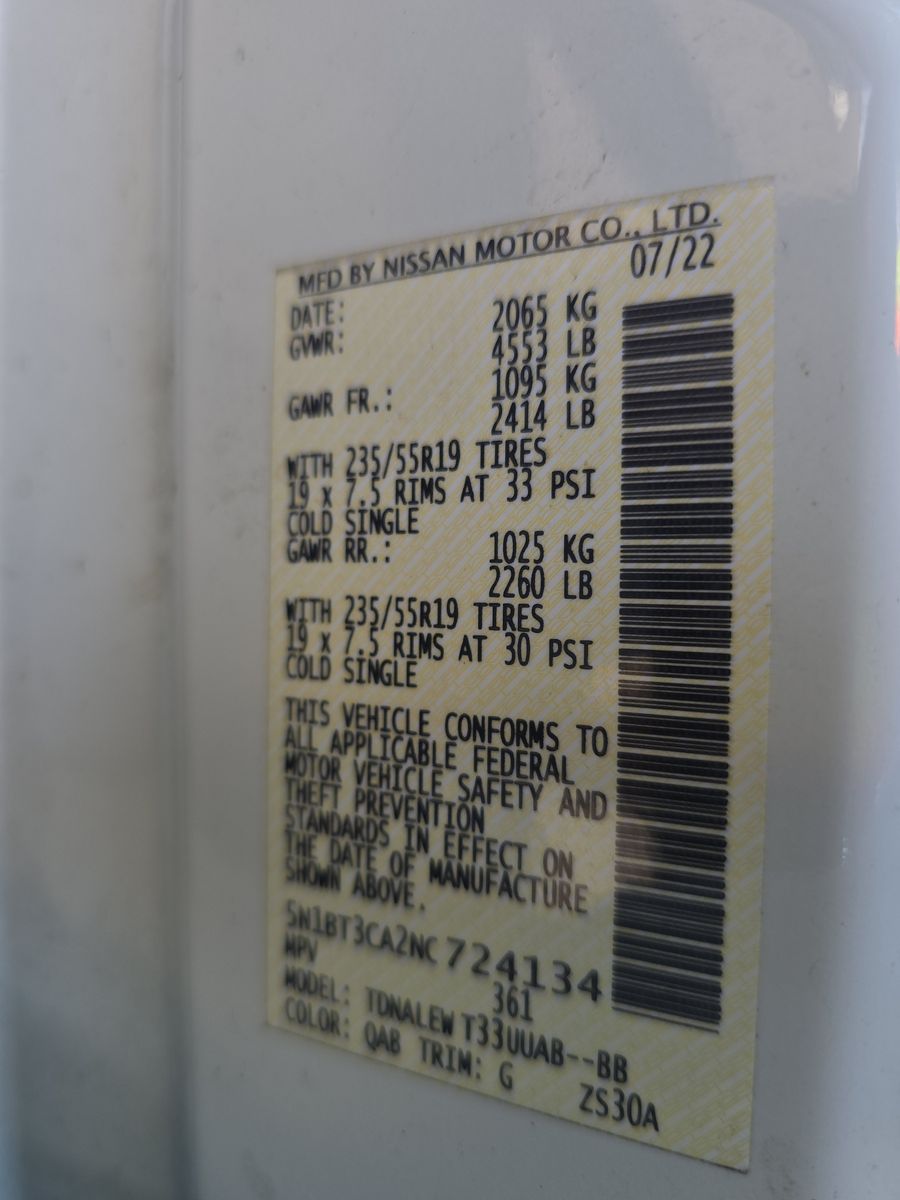 MFD BY NISSAN MOTOR CO., LTD.
DATE: 07/22
GVWR: 2065 KG
4553 LB
GAWR FR.: 1095 KG
2414 LB
WITH 235/55R19 TIRES
19 x 7.5 RIMS AT 33 PSI
COLD SINGLE
GAWR RR.: 1025 KG
2260 LB
WITH 235/55R19 TIRES
19 x 7.5 RIMS AT 30 PSI
COLD SINGLE
THIS VEHICLE CONFORMS TO
ALL APPLICABLE FEDERAL
MOTOR VEHICLE SAFETY AND
THEFT PREVENTION
STANDARDS IN EFFECT ON
THE DATE OF MANUFACTURE
SHOWN ABOVE.
5N1BT3CA2NC 724134
MPV 361
MODEL: TDNALEW T33UUAB--BB
COLOR: QAB TRIM: G ZS30A